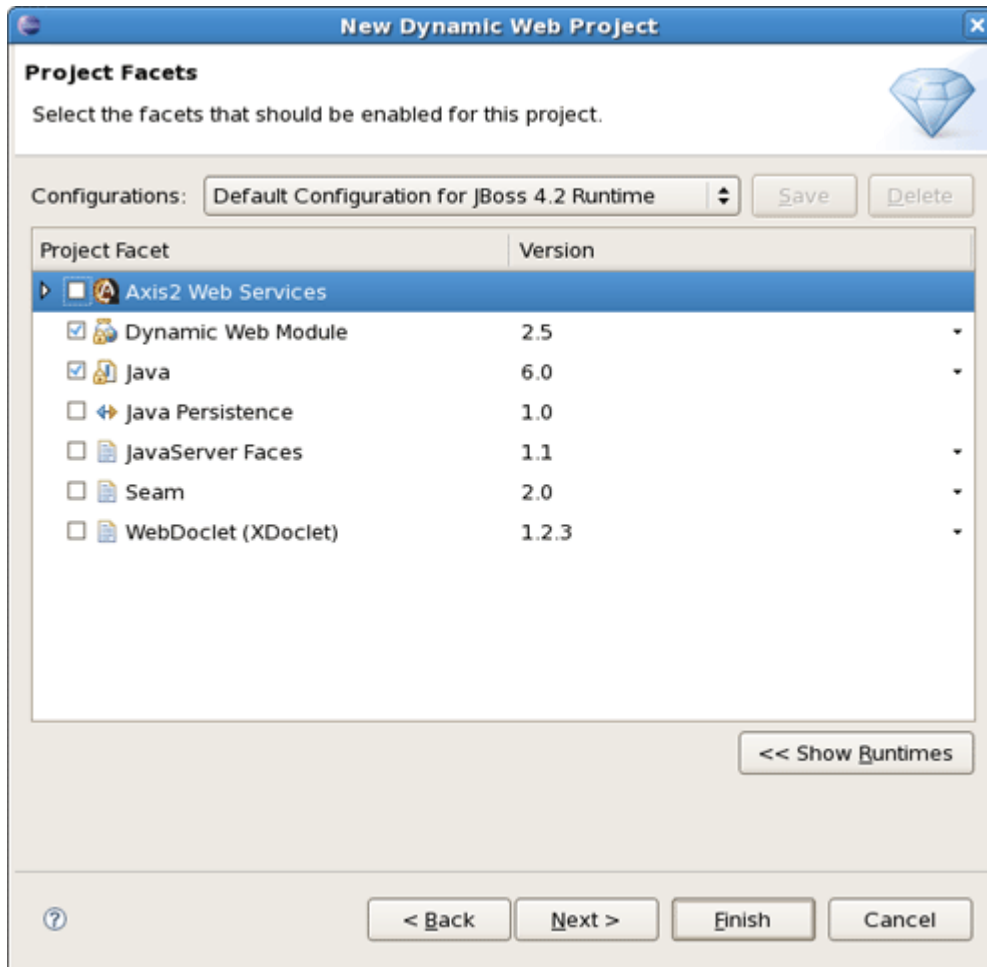 New Dynamic Web Project
Project Facets
Select the facets that should be enabled for this project.
Configurations: Default Configuration for JBoss 4.2 Runtime Save Delete
Project Facet Version
Axis2 Web Services
Dynamic Web Module 2.5
Java 6.0
Java Persistence 1.0
JavaServer Faces 1.1
Seam 2.0
WebDoclet (XDoclet) 1.2.3
<< Show Runtimes
< Back Next > Finish Cancel